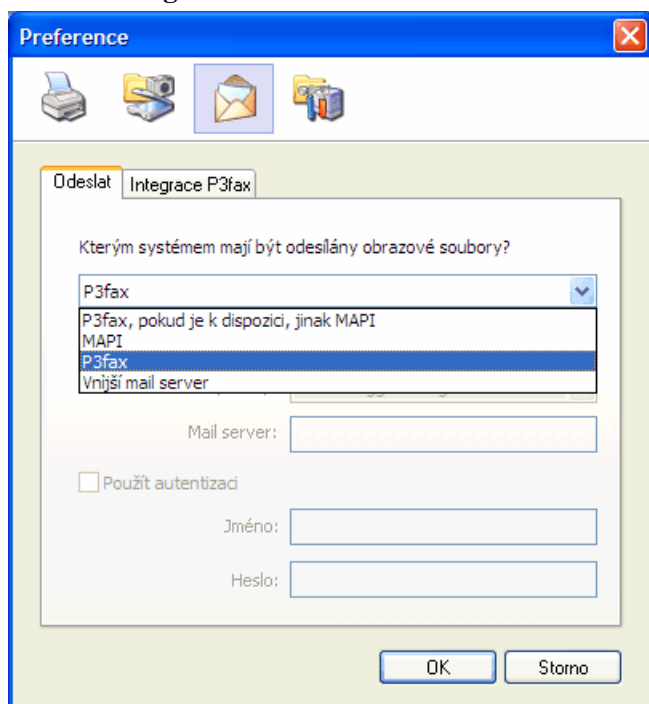 Preference
Odeslat Integrace P3fax
Kterým systémem mají být odesílány obrazové soubory?
P3fax
P3fax, pokud je k dispozici, jinak MAPI
MAPI
P3fax
Vnijší mail server
Mail server:
Použít autentizaci
Jméno:
Heslo:
OK Storno